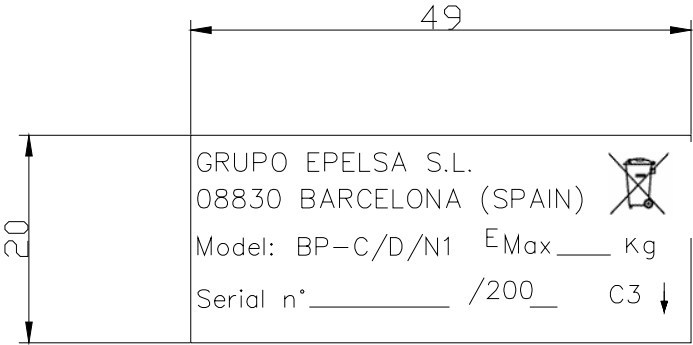 49
20
GRUPO EPELSA S.L.
08830 BARCELONA (SPAIN)
Model: BP-C/D/N1 EMax____ Kg
Serial n°__________ /200__ C3